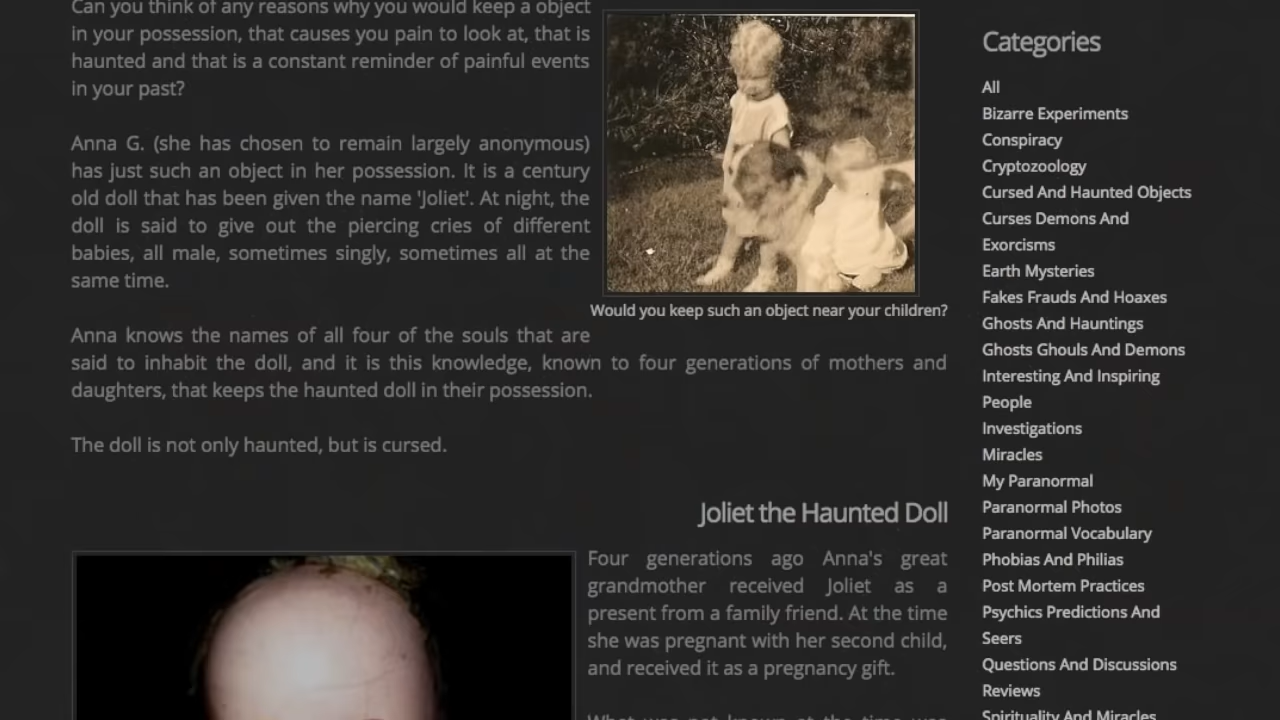 Can you think of any reasons why you would keep a object
in your possession, that causes you pain to look at, that is
haunted and that is a constant reminder of painful events
in your past?
Anna G. (she has chosen to remain largely anonymous)
has just such an object in her possession. It is a century
old doll that has been given the name 'Joliet'. At night, the
doll is said to give out the piercing cries of different
babies, all male, sometimes singly, sometimes all at the
same time.
Would you keep such an object near your children?
Anna knows the names of all four of the souls that are
said to inhabit the doll, and it is this knowledge, known to four generations of mothers and
daughters, that keeps the haunted doll in their possession.
The doll is not only haunted, but is cursed.
Joliet the Haunted Doll
Four generations ago Anna's great
grandmother received Joliet as a
present from a family friend. At the time
she was pregnant with her second child,
and received it as a pregnancy gift.
What was not known at the time was
Categories
All
Bizarre Experiments
Conspiracy
Cryptozoology
Cursed And Haunted Objects
Curses Demons And
Exorcisms
Earth Mysteries
Fakes Frauds And Hoaxes
Ghosts And Hauntings
Ghosts Ghouls And Demons
Interesting And Inspiring
People
Investigations
Miracles
My Paranormal
Paranormal Photos
Paranormal Vocabulary
Phobias And Philias
Post Mortem Practices
Psychics Predictions And
Seers
Questions And Discussions
Reviews
Spirituality And Miracles